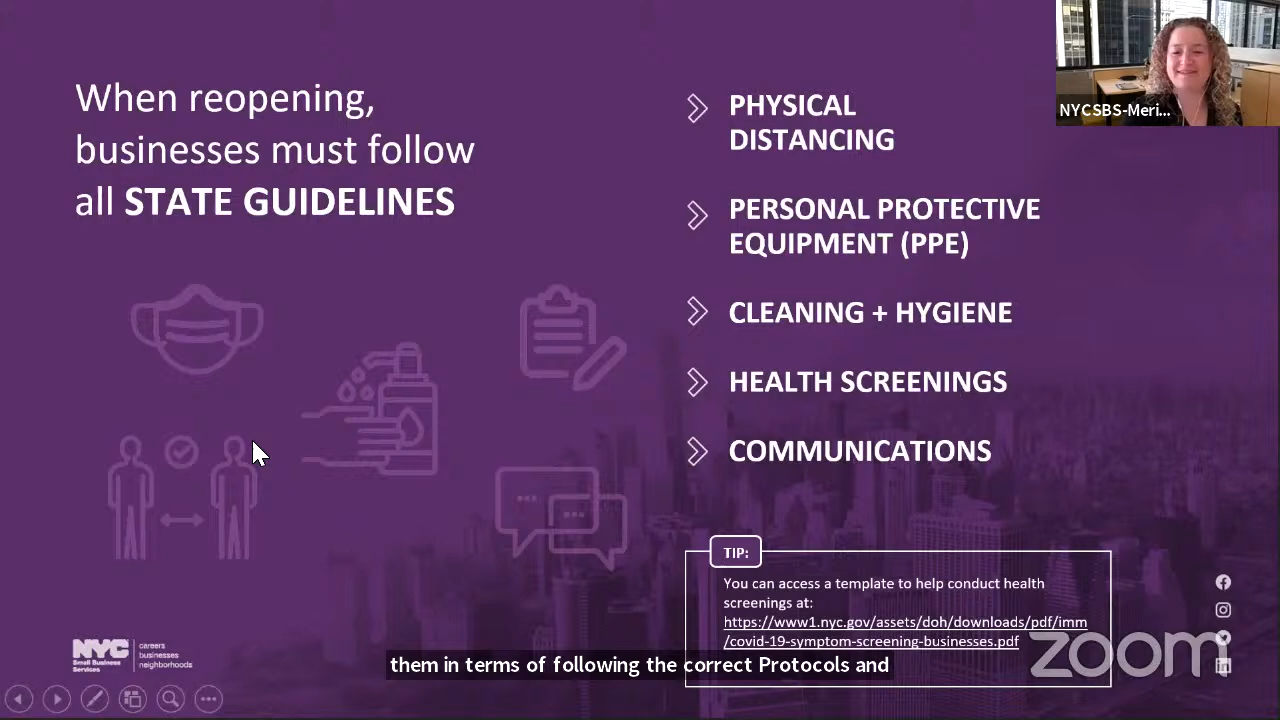 When reopening,
businesses must follow
all STATE GUIDELINES
PHYSICAL
DISTANCING
PERSONAL PROTECTIVE
EQUIPMENT (PPE)
CLEANING + HYGIENE
HEALTH SCREENINGS
COMMUNICATIONS
TIP:
You can access a template to help conduct health
screenings at:
https://www1.nyc.gov/assets/doh/downloads/pdf/imm
/covid-19-symptom-screening-businesses.pdf
NYCSBS-Meri...
NYC
Small Business
Services
careers
businesses
neighborhoods
them in terms of following the correct Protocols and
zoom